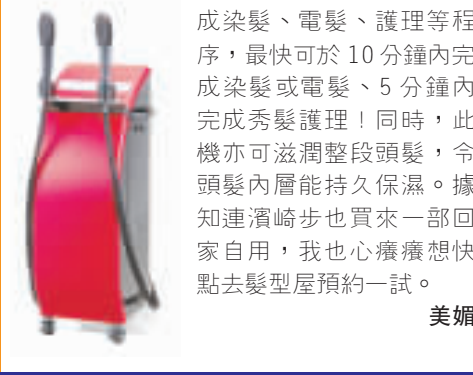 成染髮、電髮、護理等程
序，最快可於 10 分鐘內完
成染髮或電髮、5 分鐘內
完成秀髮護理！同時，此
機亦可滋潤整段頭髮，令
頭髮內層能持久保濕。據
知連濱崎步也買來一部回
家自用，我也心癢癢想快
點去髮型屋預約一試。
美媚